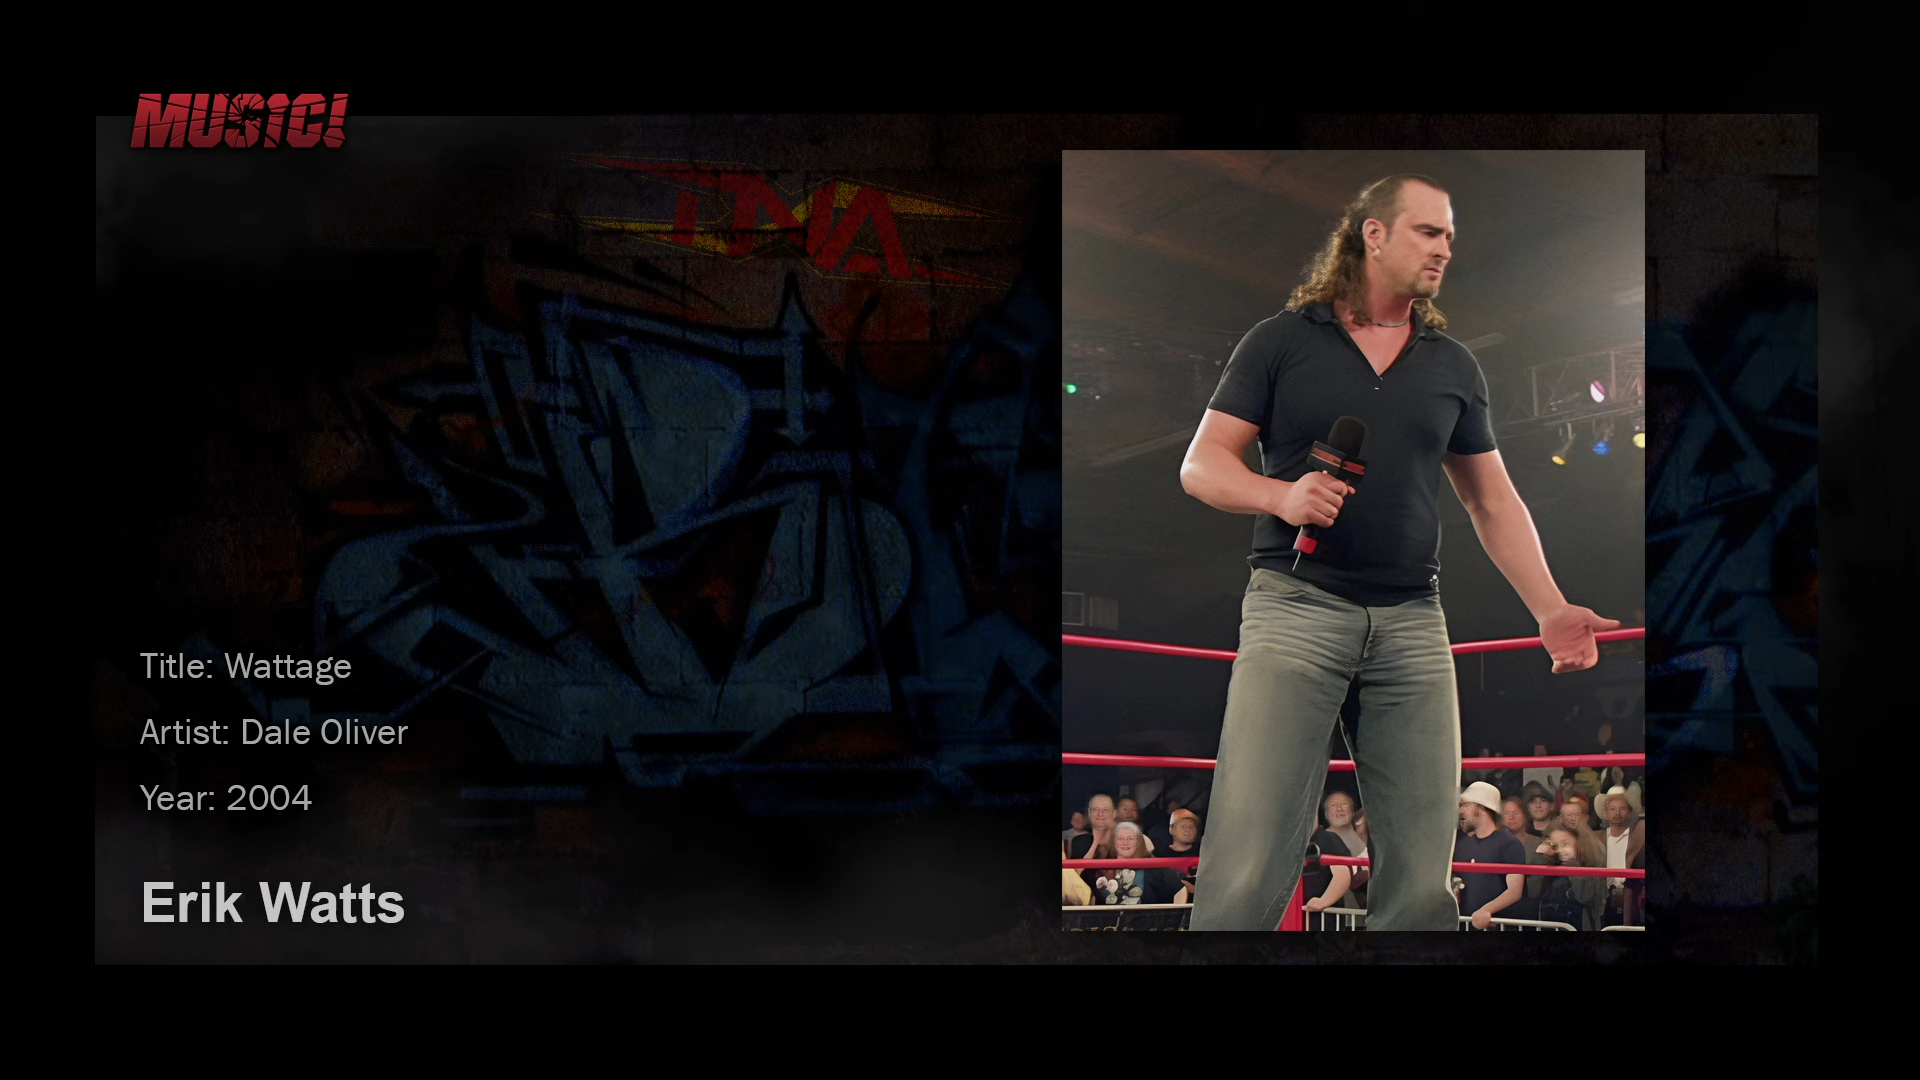 MUSIC!
TNA
Title: Wattage
Artist: Dale Oliver
Year: 2004
Erik Watts